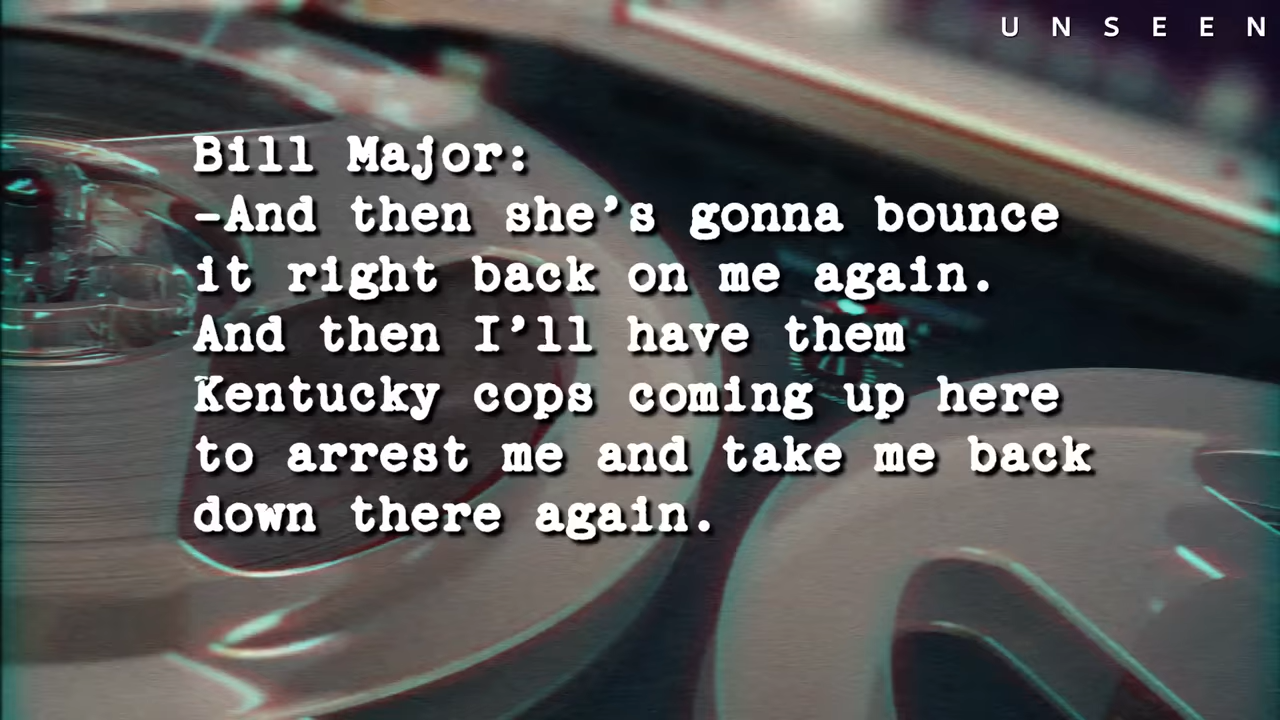 U N S E E N
Bill Major:
-And then she's gonna bounce
it right back on me again.
And then I'll have them
Kentucky cops coming up here
to arrest me and take me back
down there again.